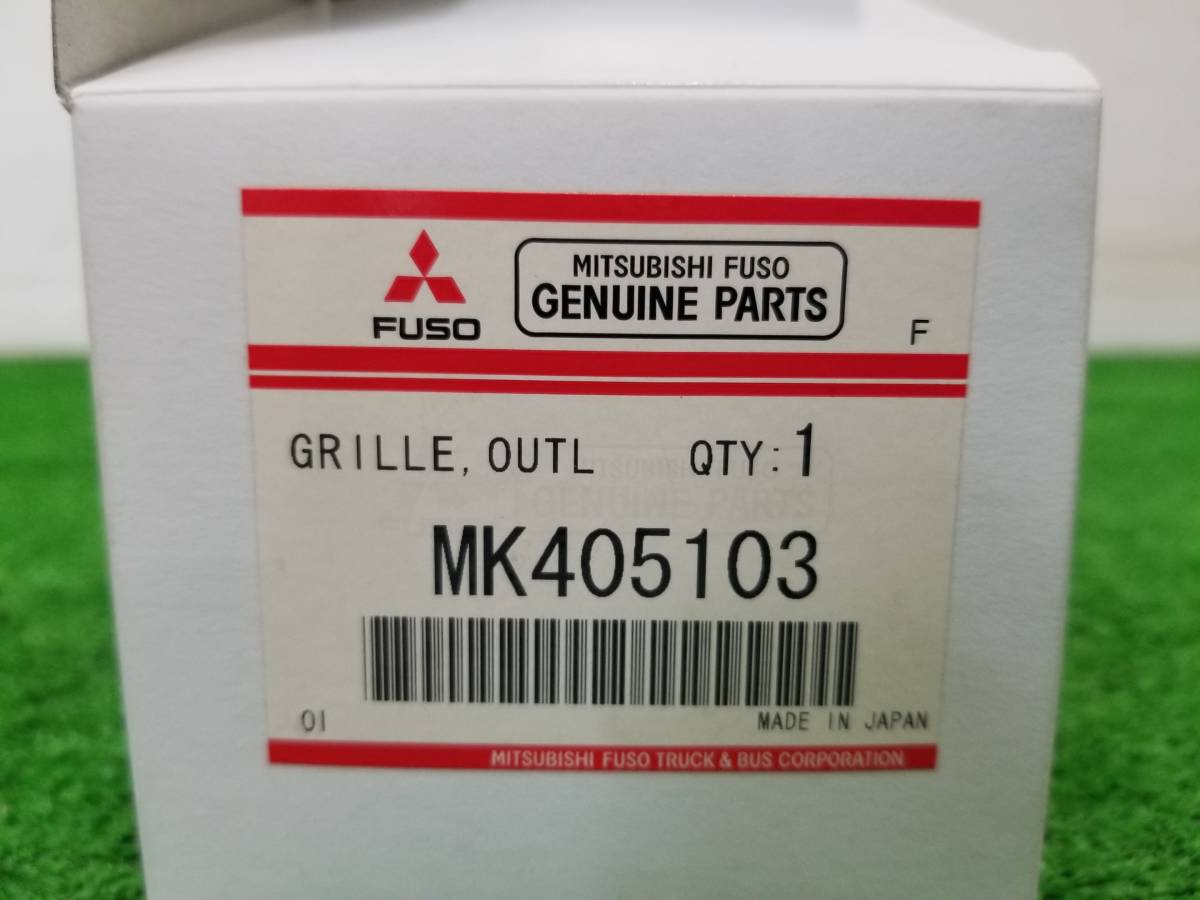 MITSUBISHI FUSO
GENUINE PARTS
FUSO
F
GRILLE, OUTL QTY: 1
MK405103
01 MADE IN JAPAN
MITSUBISHI FUSO TRUCK & BUS CORPORATION